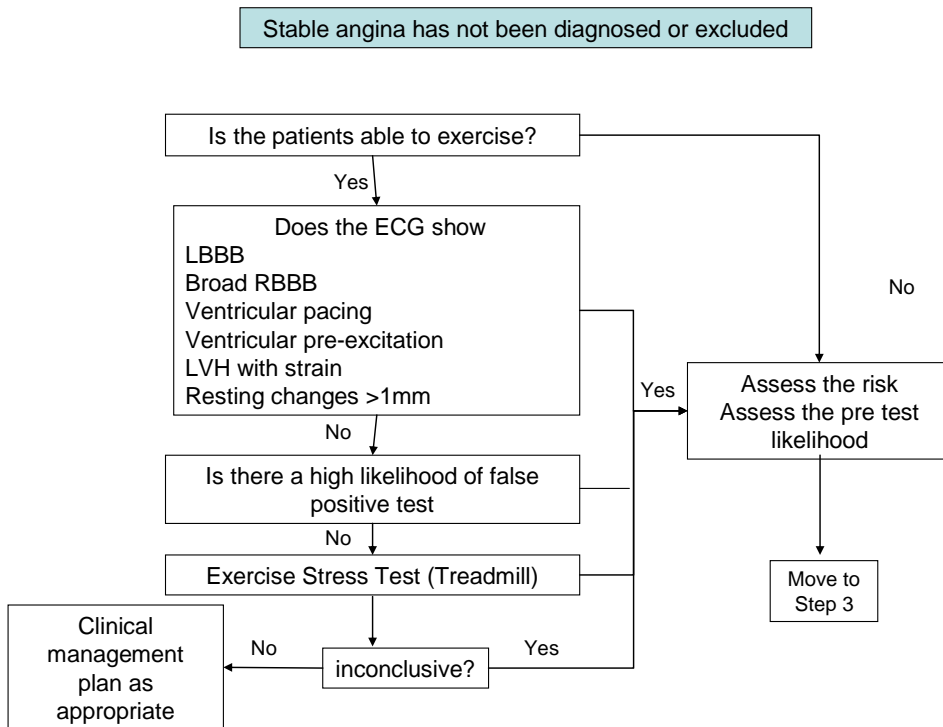 Stable angina has not been diagnosed or excluded
Is the patients able to exercise?
Yes
No
Does the ECG show
LBBB
Broad RBBB
Ventricular pacing
Ventricular pre-excitation
LVH with strain
Resting changes >1mm
Yes
Assess the risk
Assess the pre test
likelihood
No
Is there a high likelihood of false
positive test
No
Exercise Stress Test (Treadmill)
Move to
Step 3
Clinical
management
plan as
appropriate
No
inconclusive?
Yes